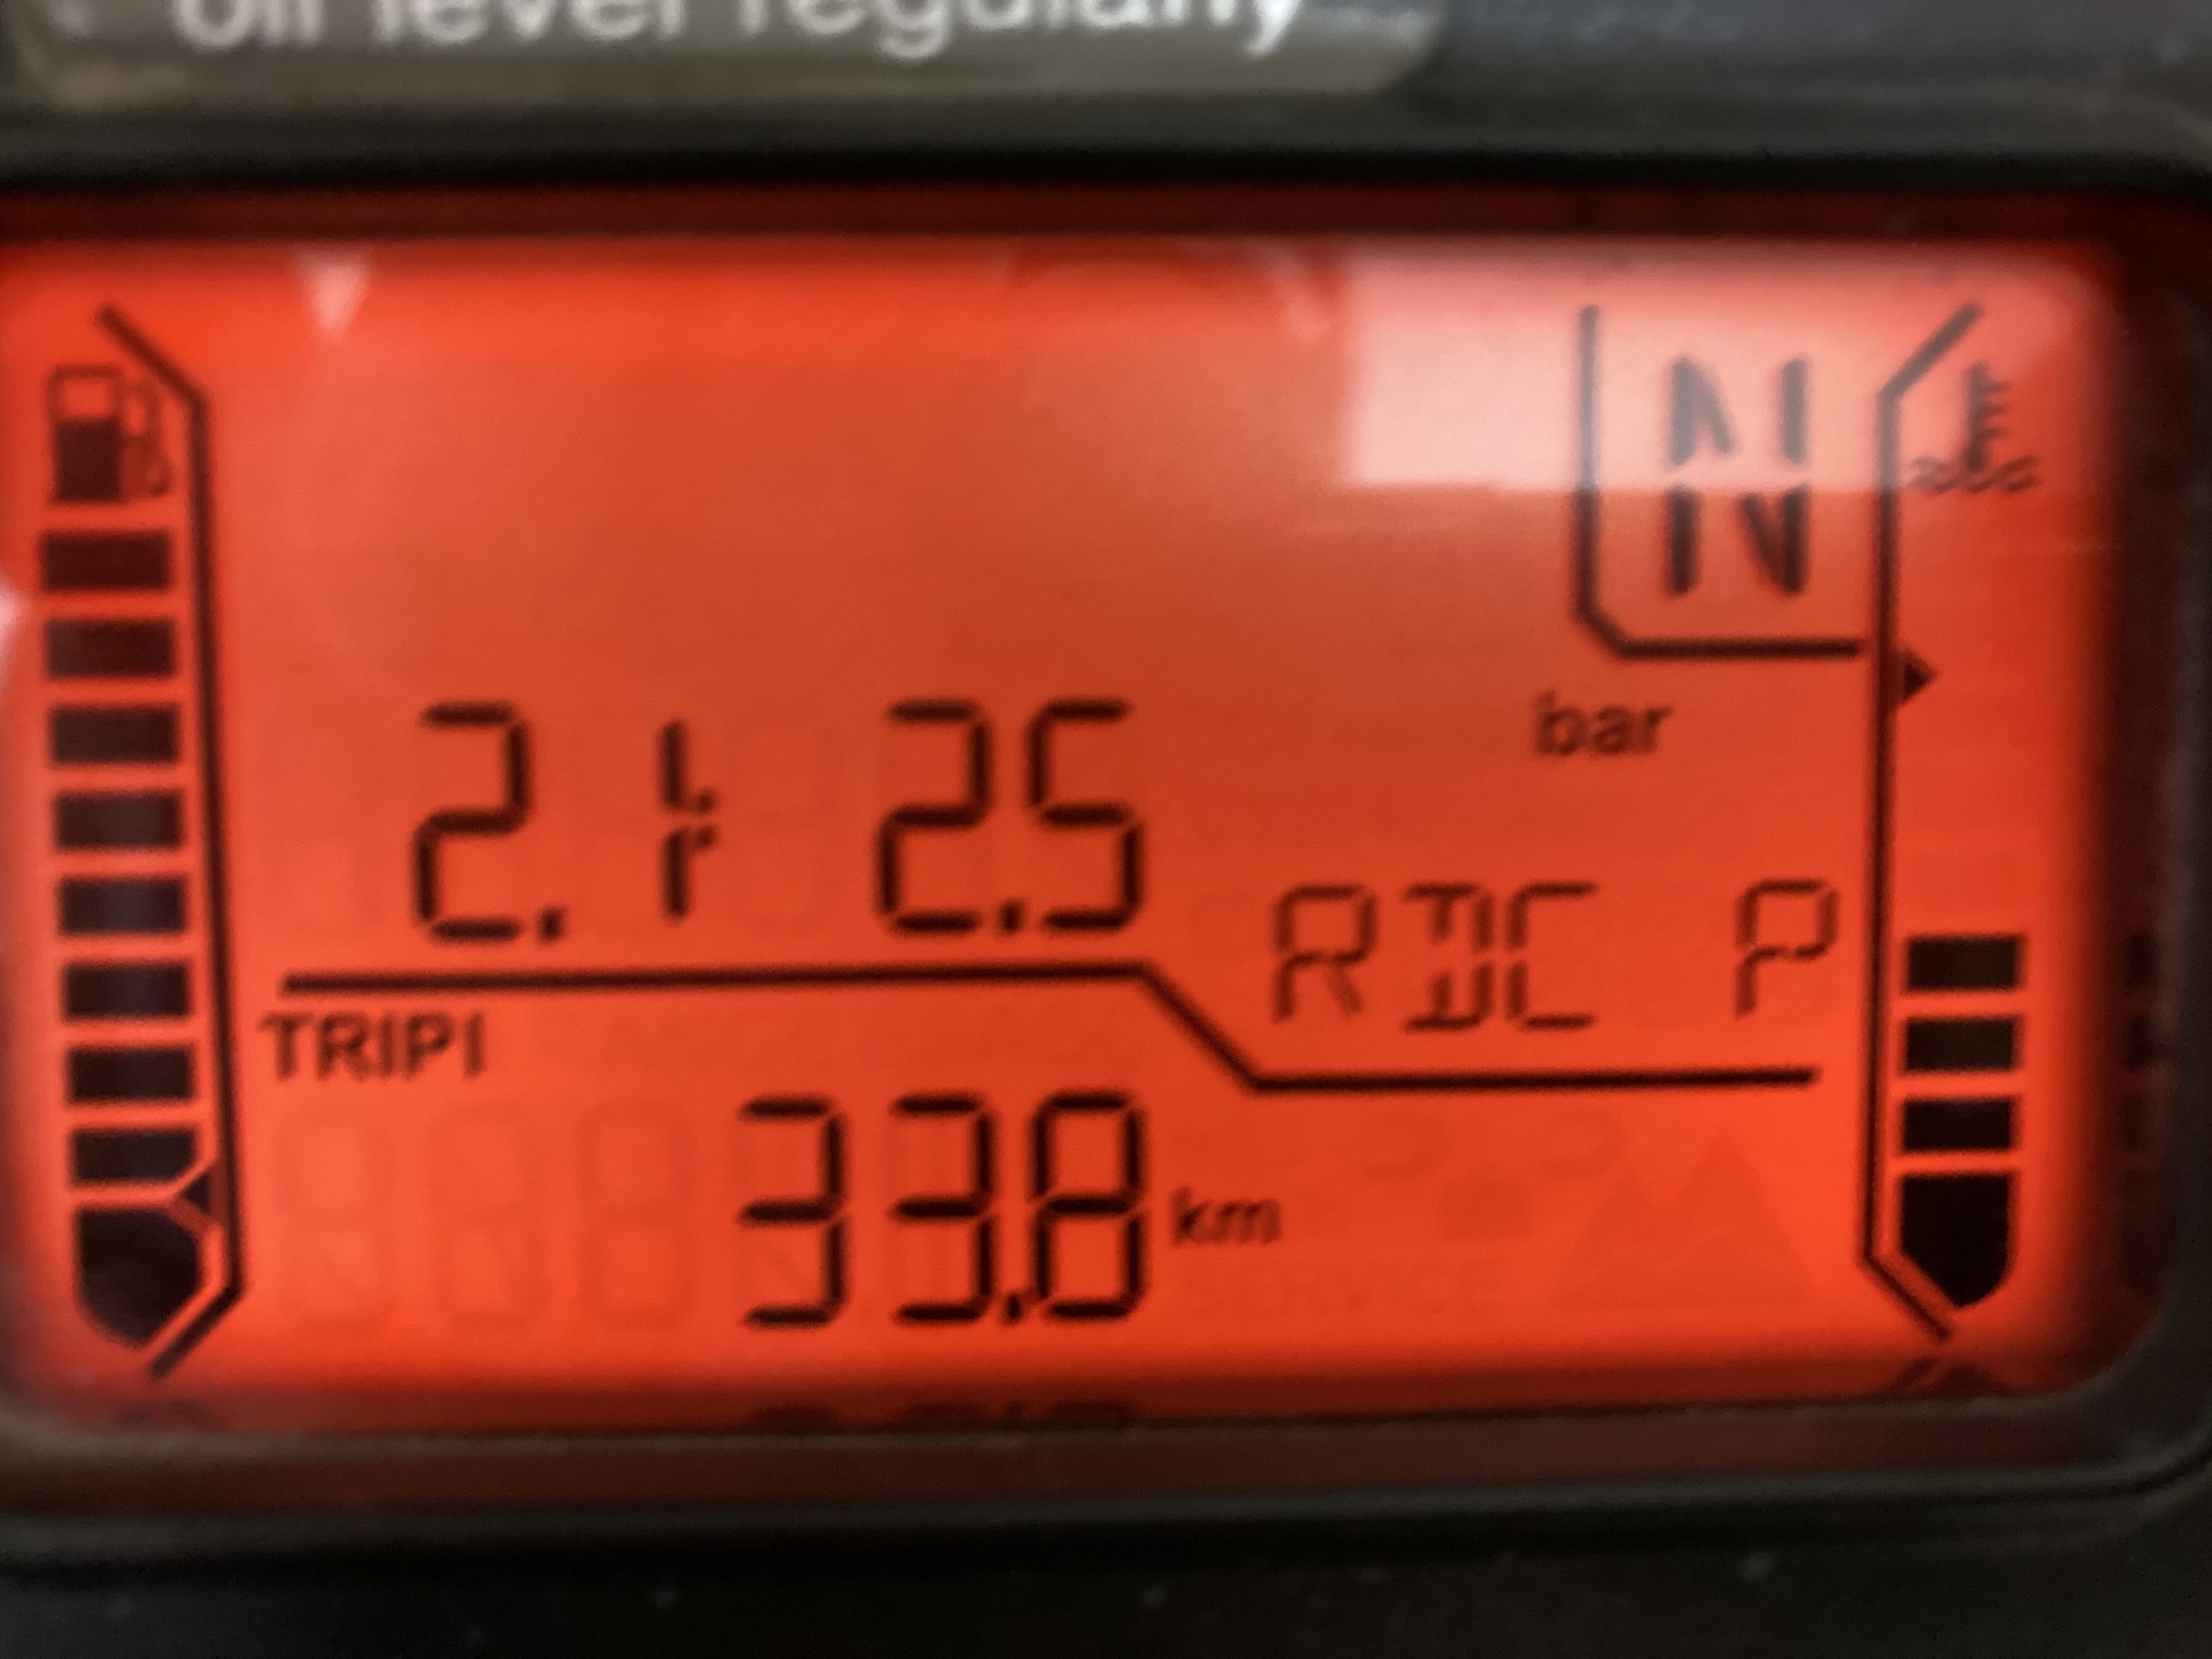 oil level regularly
N
2.1 2.5 bar
RDC P
TRIP1
33.8 km